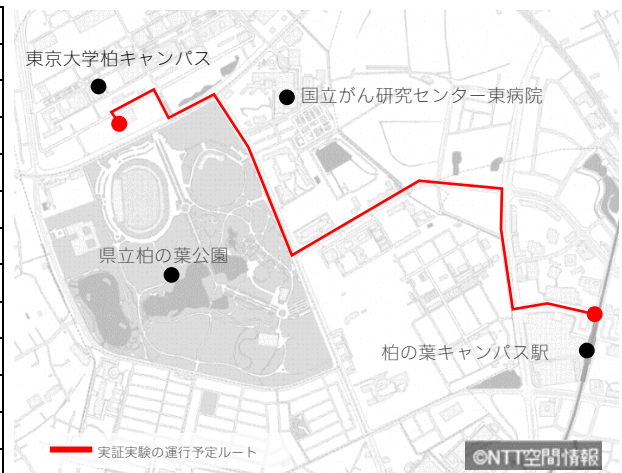 東京大学柏キャンパス
国立がん研究センター東病院
県立柏の葉公園
柏の葉キャンパス駅
実証実験の運行予定ルート
©NTT空間情報